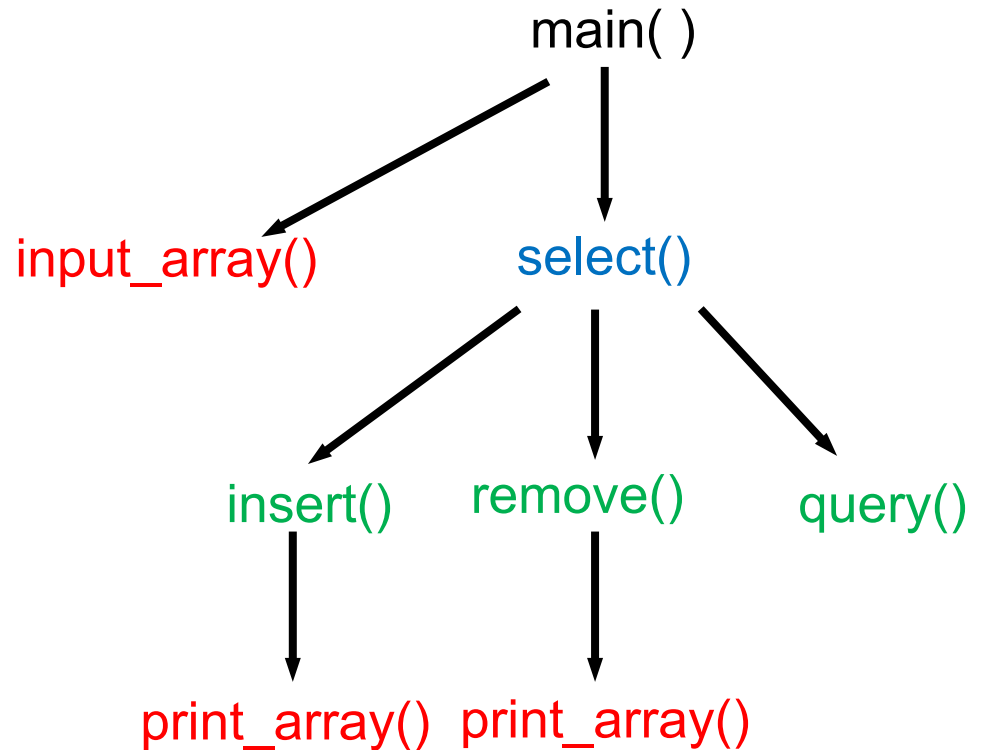 main( )
input_array() select()
insert() remove() query()
print_array() print_array()